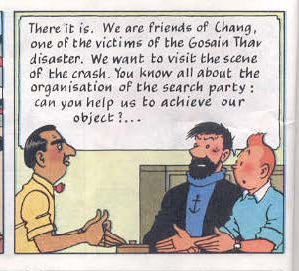 There it is. We are friends of Chang,
one of the victims of the Gosain Than
disaster. We want to visit the scene
of the crash. You know all about the
organisation of the search party:
can you help us to achieve our
object?...